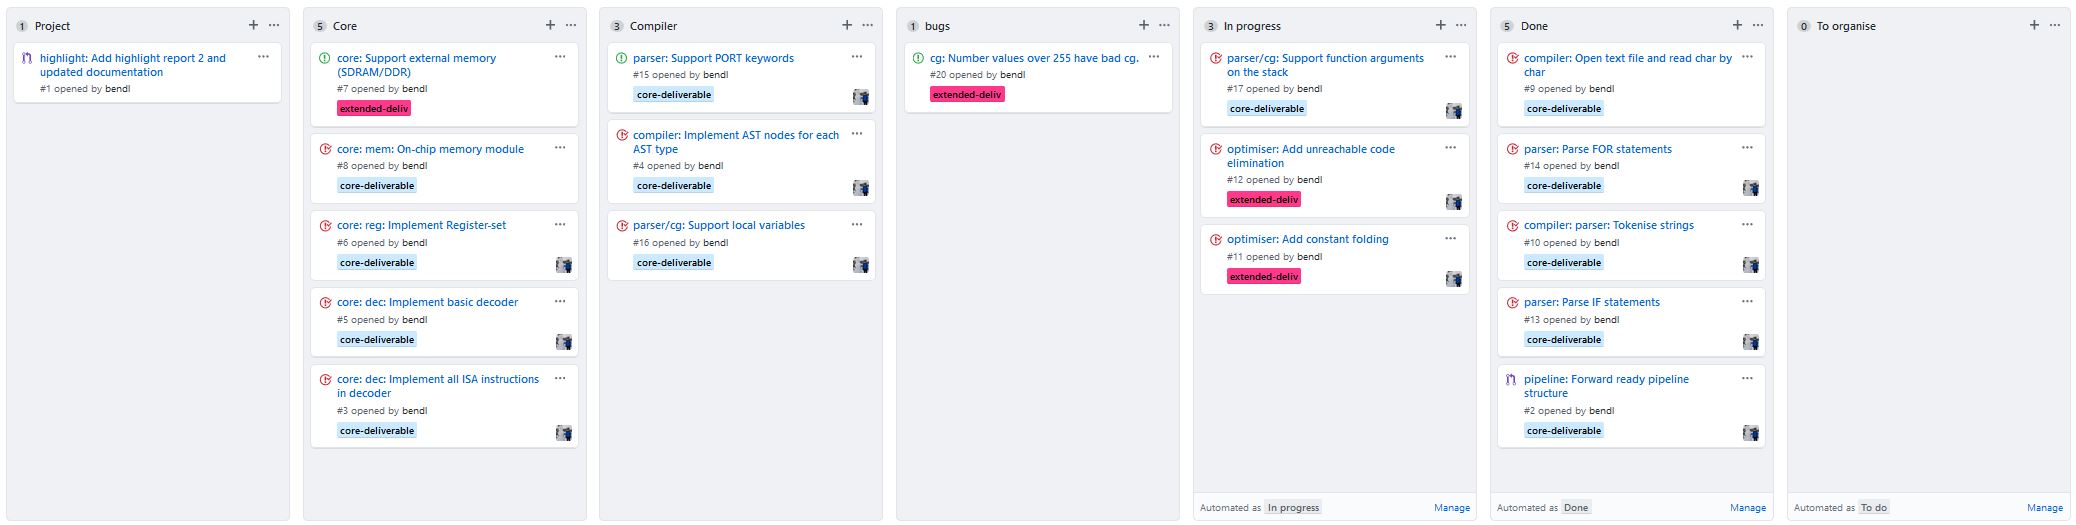 1 Project
highlight: Add highlight report 2 and
updated documentation
#1 opened by bendl
5 Core
core: Support external memory
(SDRAM/DDR)
#7 opened by bendl
extended-deliv
core: mem: On-chip memory module
#8 opened by bendl
core-deliverable
core: reg: Implement Register-set
#6 opened by bendl
core-deliverable
core: dec: Implement basic decoder
#5 opened by bendl
core-deliverable
core: dec: Implement all ISA instructions
in decoder
#3 opened by bendl
core-deliverable
3 Compiler
parser: Support PORT keywords
#15 opened by bendl
core-deliverable
compiler: Implement AST nodes for each
AST type
#4 opened by bendl
core-deliverable
parser/cg: Support local variables
#16 opened by bendl
core-deliverable
1 bugs
cg: Number values over 255 have bad cg.
#20 opened by bendl
extended-deliv
3 In progress
parser/cg: Support function arguments
on the stack
#17 opened by bendl
core-deliverable
optimiser: Add unreachable code
elimination
#12 opened by bendl
extended-deliv
optimiser: Add constant folding
#11 opened by bendl
extended-deliv
Automated as In progress Manage
5 Done
compiler: Open text file and read char by
char
#9 opened by bendl
core-deliverable
parser: Parse FOR statements
#14 opened by bendl
core-deliverable
compiler: parser: Tokenise strings
#10 opened by bendl
core-deliverable
parser: Parse IF statements
#13 opened by bendl
core-deliverable
pipeline: Forward ready pipeline
structure
#2 opened by bendl
core-deliverable
Automated as Done Manage
0 To organise
Automated as To do Manage